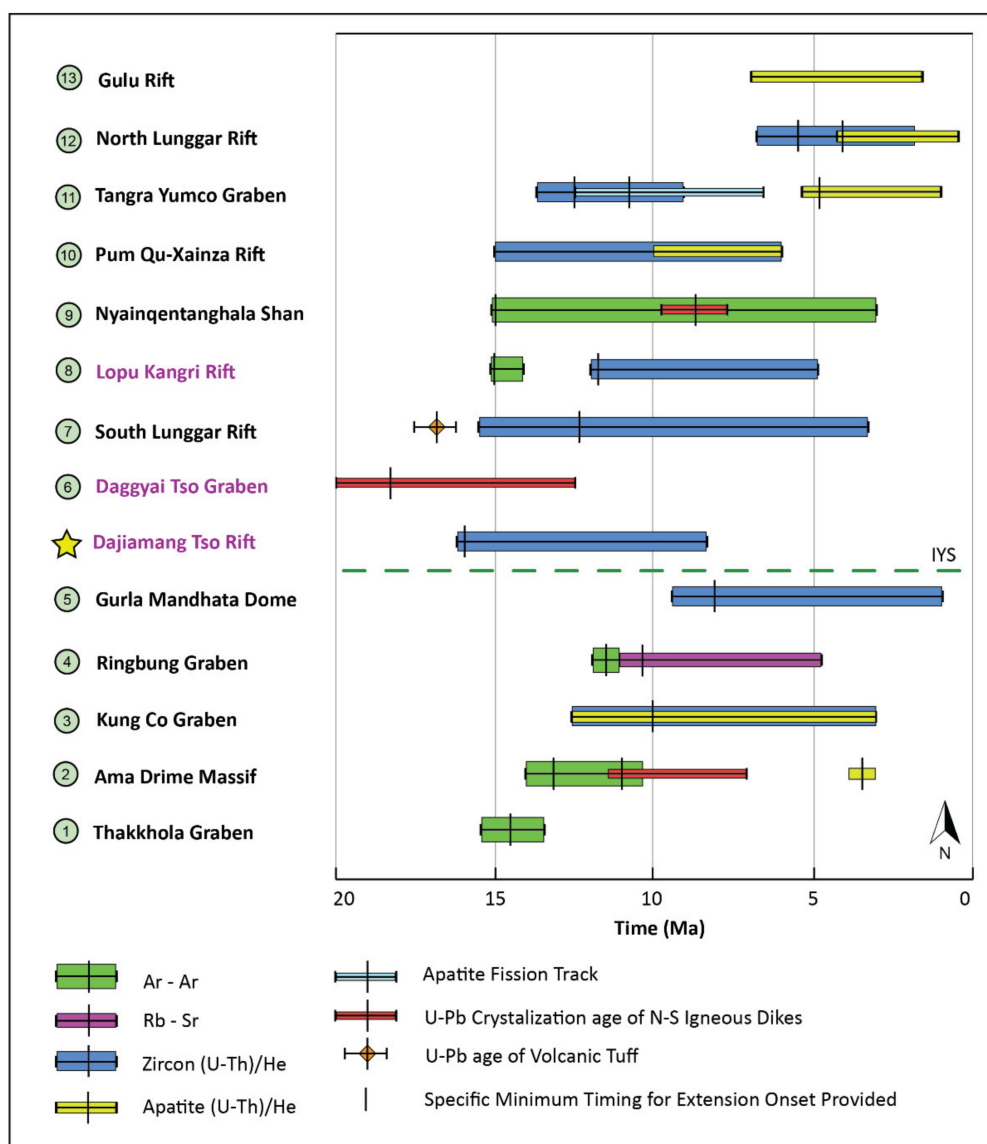 13 Gulu Rift
12 North Lunggar Rift
11 Tangra Yumco Graben
10 Pum Qu-Xainza Rift
9 Nyainqentanghala Shan
8 Lopu Kangri Rift
7 South Lunggar Rift
6 Daggyai Tso Graben
Dajiamang Tso Rift
IYS
5 Gurla Mandhata Dome
4 Ringbung Graben
3 Kung Co Graben
2 Ama Drime Massif
1 Thakkhola Graben
N
20 15 10 5 0
Time (Ma)
Ar - Ar
Rb - Sr
Zircon (U-Th)/He
Apatite (U-Th)/He
Apatite Fission Track
U-Pb Crystalization age of N-S Igneous Dikes
U-Pb age of Volcanic Tuff
Specific Minimum Timing for Extension Onset Provided